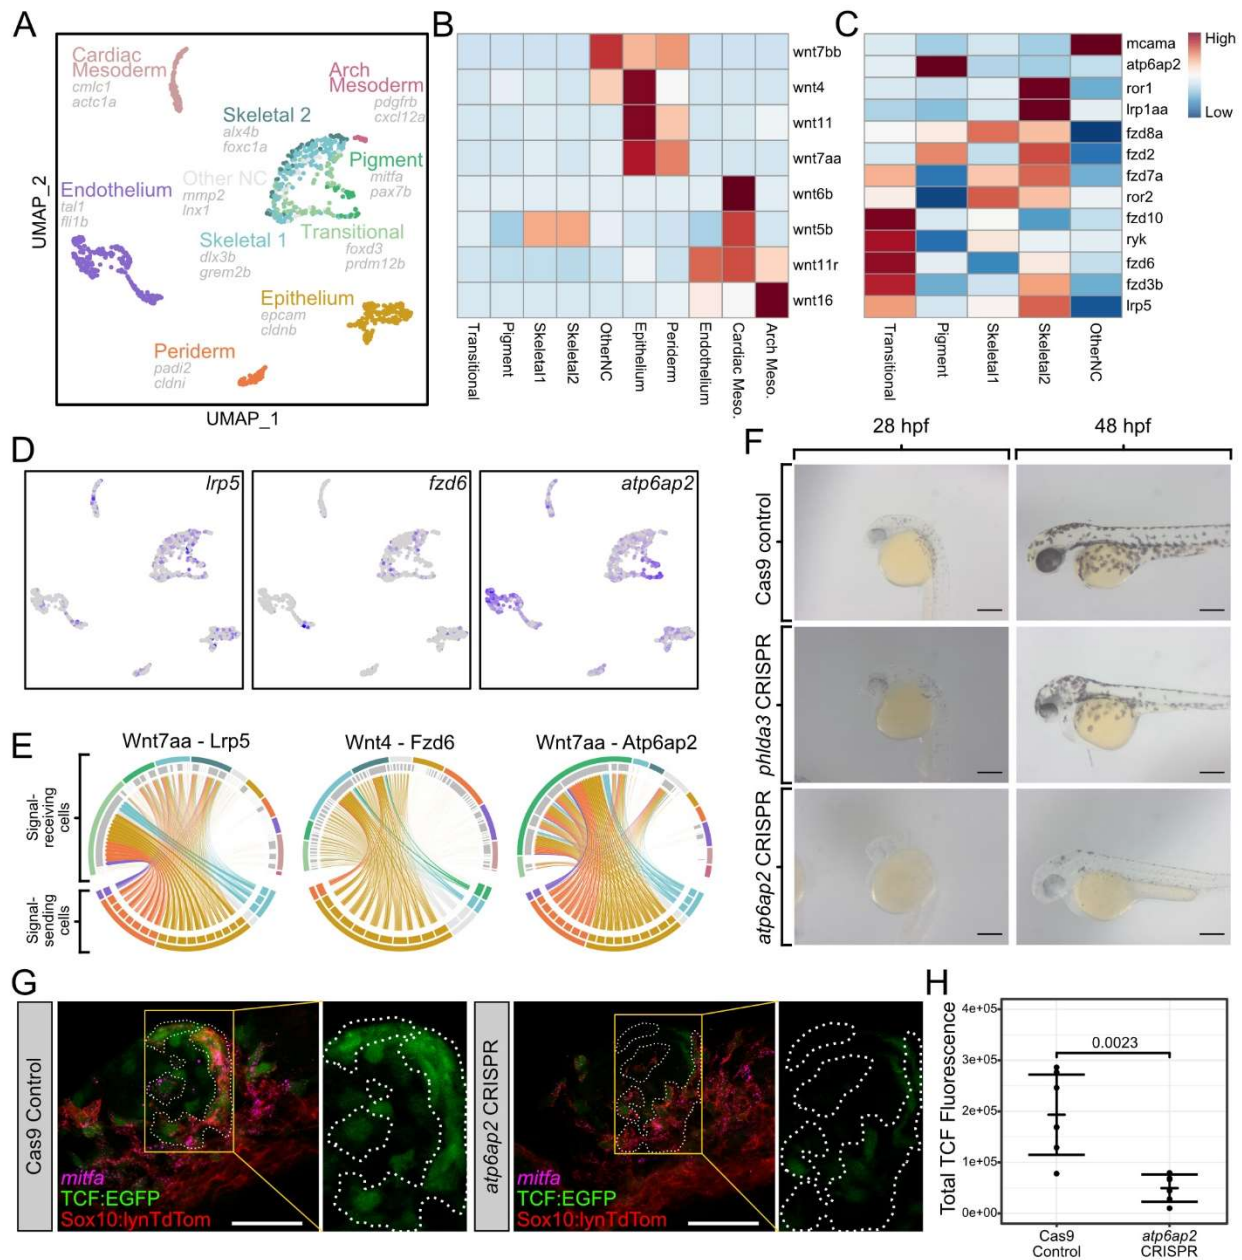 A
Cardiac
Mesoderm
cmlc1
actc1a
Arch
Mesoderm
pdgfrb
cxcl12a
Skeletal 2
alx4b
foxc1a
Pigment
mitfa
pax7b
Other NC
mmp2
lnx1
Endothelium
tal1
fli1b
Skeletal 1
dlx3b
grem2b
Transitional
foxd3
prdm12b
Epithelium
epcam
cldnb
Periderm
padi2
cldni
UMAP_2
UMAP_1
B
wnt7bb
wnt4
wnt11
wnt7aa
wnt6b
wnt5b
wnt11r
wnt16
Transitional
Pigment
Skeletal1
Skeletal2
OtherNC
Epithelium
Periderm
Endothelium
Cardiac Meso.
Arch Meso.
C
mcama
atp6ap2
ror1
lrp1aa
fzd8a
fzd2
fzd7a
ror2
fzd10
ryk
fzd6
fzd3b
lrp5
Transitional
Pigment
Skeletal1
Skeletal2
OtherNC
High
Low
D
lrp5
fzd6
atp6ap2
E
Wnt7aa - Lrp5
Wnt4 - Fzd6
Wnt7aa - Atp6ap2
Signal-
receiving
cells
Signal-
sending
cells
F
28 hpf
48 hpf
Cas9 control
phlda3 CRISPR
atp6ap2 CRISPR
G
Cas9 Control
mitfa
TCF:EGFP
Sox10:lynTdTom
atp6ap2 CRISPR
mitfa
TCF:EGFP
Sox10:lynTdTom
H
Total TCF Fluorescence
4e+05
3e+05
2e+05
1e+05
0e+00
0.0023
Cas9
Control
atp6ap2
CRISPR